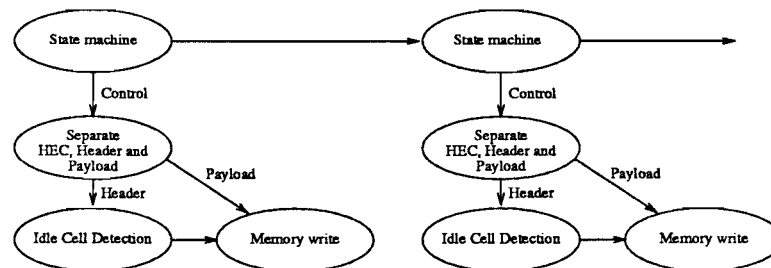 State machine
State machine
Control
Control
Separate
HEC, Header and
Payload
Separate
HEC, Header and
Payload
Payload
Payload
Header
Header
Idle Cell Detection
Memory write
Idle Cell Detection
Memory write